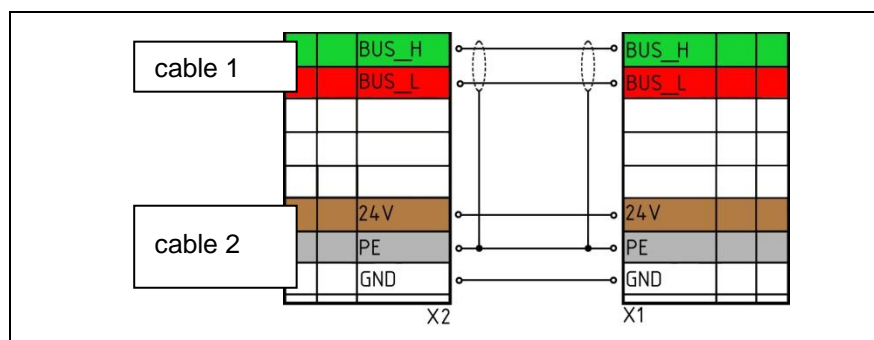 cable 1
BUS_H
BUS_H
BUS_L
BUS_L
cable 2
24V
24V
PE
PE
GND
GND
X2
X1